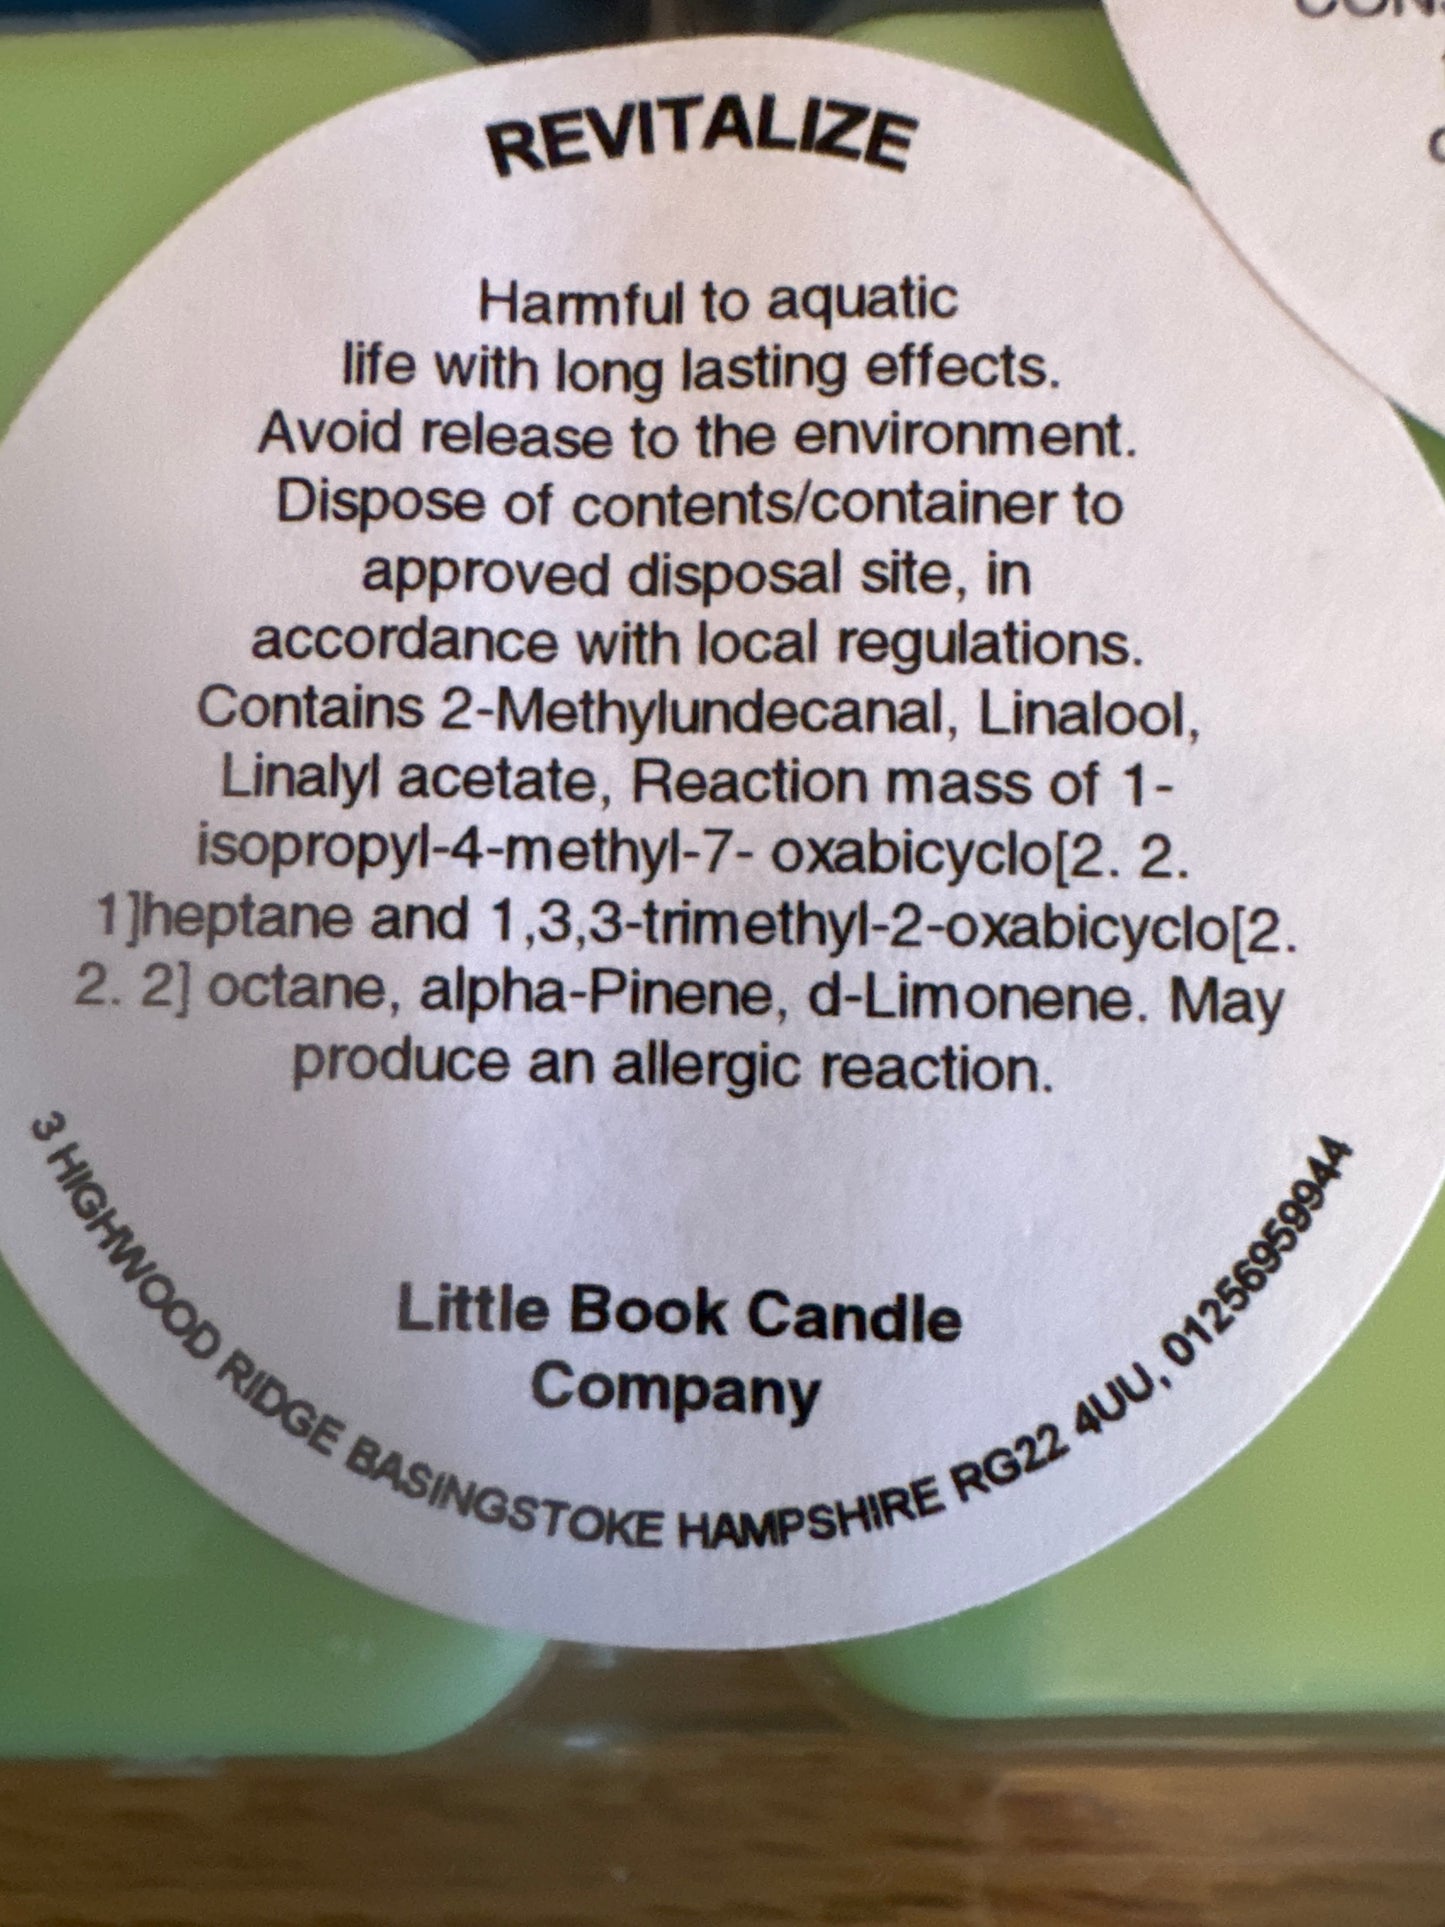 REVITALIZE
Harmful to aquatic
life with long lasting effects.
Avoid release to the environment.
Dispose of contents/container to
approved disposal site, in
accordance with local regulations.
Contains 2-Methylundecanal, Linalool,
Linalyl acetate, Reaction mass of 1-
isopropyl-4-methyl-7- oxabicyclo[2. 2.
1]heptane and 1,3,3-trimethyl-2-oxabicyclo[2.
2. 2] octane, alpha-Pinene, d-Limonene. May
produce an allergic reaction.
Little Book Candle
Company
3 HIGHWOOD RIDGE BASINGSTOKE HAMPSHIRE RG22 4UU, 01256959944